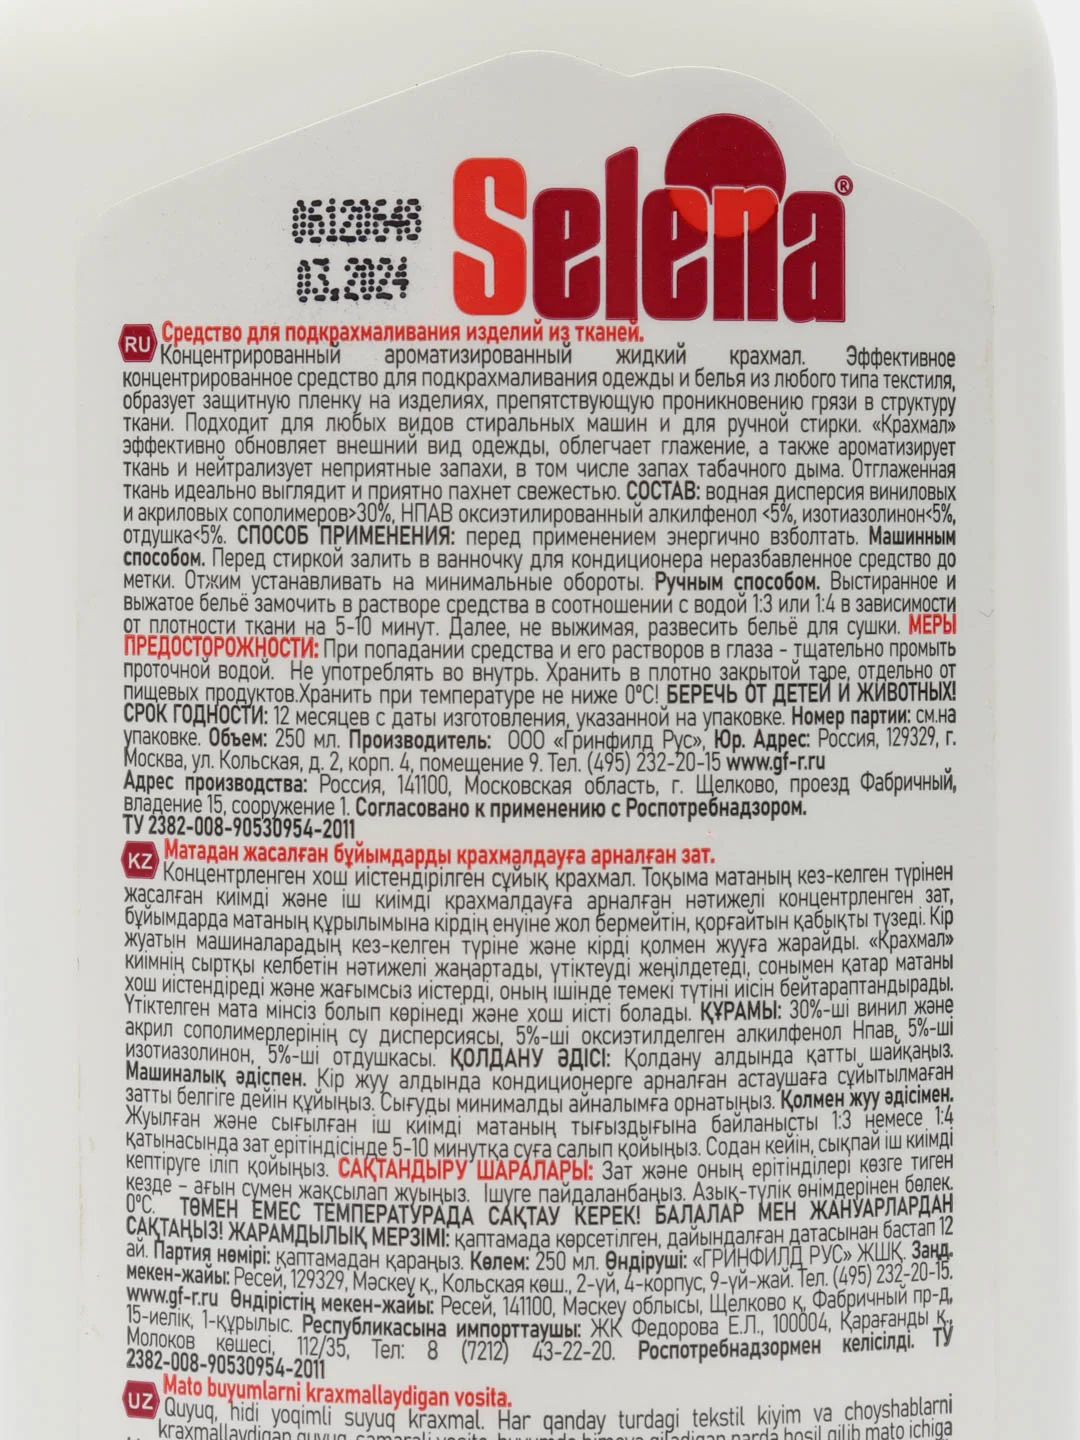 Selena®
06120648
03.2024
RU
Средство для подкрахмаливания изделий из тканей.
Концентрированный ароматизированный жидкий крахмал. Эффективное
концентрированное средство для подкрахмаливания одежды и белья из любого типа текстиля,
образует защитную пленку на изделиях, препятствующую проникновению грязи в структуру
ткани. Подходит для любых видов стиральных машин и для ручной стирки. «Крахмал»
эффективно обновляет внешний вид одежды, облегчает глажение, а также ароматизирует
ткань и нейтрализует неприятные запахи, в том числе запах табачного дыма. Отглаженная
ткань идеально выглядит и приятно пахнет свежестью. СОСТАВ: водная дисперсия виниловых
и акриловых сополимеров>30%, НПАВ оксиэтилированный алкилфенол <5%, изотиазолинон<5%,
отдушка<5%. СПОСОБ ПРИМЕНЕНИЯ: перед применением энергично взболтать. Машинным
способом. Перед стиркой залить в ванночку для кондиционера неразбавленное средство до
метки. Отжим устанавливать на минимальные обороты. Ручным способом. Выстиранное и
выжатое бельё замочить в растворе средства в соотношении с водой 1:3 или 1:4 в зависимости
от плотности ткани на 5-10 минут. Далее, не выжимая, развесить бельё для сушки. МЕРЫ
ПРЕДОСТОРОЖНОСТИ: При попадании средства и его растворов в глаза - тщательно промыть
проточной водой. Не употреблять во внутрь. Хранить в плотно закрытой таре, отдельно от
пищевых продуктов.Хранить при температуре не ниже 0°С! БЕРЕЧЬ ОТ ДЕТЕЙ И ЖИВОТНЫХ!
СРОК ГОДНОСТИ: 12 месяцев с даты изготовления, указанной на упаковке. Номер партии: см.на
упаковке. Объем: 250 мл. Производитель: ООО «Гринфилд Рус», Юр. Адрес: Россия, 129329, г.
Москва, ул. Кольская, д. 2, корп. 4, помещение 9. Тел. (495) 232-20-15 www.gf-r.ru
Адрес производства: Россия, 141100, Московская область, г. Щелково, проезд Фабричный,
владение 15, сооружение 1. Согласовано к применению с Роспотребнадзором.
ТУ 2382-008-90530954-2011
KZ
Матадан жасалған бұйымдарды крахмалдауға арналған зат.
Концентрленген хош иістендірілген сұйық крахмал. Тоқыма матаның кез-келген түрінен
жасалған киімді және іш киімді крахмалдауға арналған нәтижелі концентрленген зат,
бұйымдарда матаның құрылымына кірдің енуіне жол бермейтін, қорғайтын қабықты түзеді. Кір
жуатын машиналарадың кез-келген түріне және кірді қолмен жууға жарайды. «Крахмал»
киімнің сыртқы келбетін нәтижелі жаңартады, үтіктеуді жеңілдетеді, сонымен қатар матаны
хош иістендіреді және жағымсыз иістерді, оның ішінде темекі түтіні иісін бейтараптандырады.
Үтіктелген мата мінсіз болып көрінеді және хош иісті болады. ҚҰРАМЫ: 30%-ші винил және
акрил сополимерлерінің су дисперсиясы, 5%-ші оксиэтилделген алкилфенол Нпав, 5%-ші
изотиазолинон, 5%-ші отдушкасы. ҚОЛДАНУ ӘДІСІ: Қолдану алдында қатты шайқаңыз.
Машиналық әдіспен. Кір жуу алдында кондиционерге арналған астаушаға сұйытылмаған
затты белгіге дейін құйыңыз. Сығуды минималды айналымға орнатыңыз. Қолмен жуу әдісімен.
Жуылған және сығылған іш киімді матаның тығыздығына байланысты 1:3 немесе 1:4
қатынасында зат ерітіндісінде 5-10 минутқа суға салып қойыңыз. Содан кейін, сықпай іш киімді
кептіруге іліп қойыңыз. САҚТАНДЫРУ ШАРАЛАРЫ: Зат және оның ерітінділері көзге тиген
кезде – ағын сумен жақсылап жуыңыз. Ішуге пайдаланбаңыз. Азық-түлік өнімдерінен бөлек.
0°С. ТӨМЕН ЕМЕС ТЕМПЕРАТУРАДА САҚТАУ КЕРЕК! БАЛАЛАР МЕН ЖАНУАРЛАРДАН
САҚТАҢЫЗ! ЖАРАМДЫЛЫҚ МЕРЗІМІ: қаптамада көрсетілген, дайындалған датасынан бастап 12
ай. Партия нөмірі: қаптамадан қараңыз. Көлем: 250 мл. Өндіруші: «ГРИНФИЛД РУС» ЖШҚ. Заңд.
мекен-жайы: Ресей, 129329, Мәскеу қ., Кольская көш., 2-үй, 4-корпус, 9-үй-жай. Тел. (495) 232-20-15.
www.gf-r.ru Өндірістің мекен-жайы: Ресей, 141100, Мәскеу облысы, Щелково қ, Фабричный пр-д,
15-иелік, 1-құрылыс. Республикасына импорттаушы: ЖК Федорова Е.Л., 100004, Қарағанды қ.,
Молоков көшесі, 112/35, Тел: 8 (7212) 43-22-20. Роспотребнадзормен келісілді. ТУ
2382-008-90530954-2011
UZ
Mato buyumlarni kraxmallaydigan vosita.
Quyuq, hidi yoqimli suyuq kraxmal. Har qanday turdagi tekstil kiyim va choyshablarni
kraxmallaydigan quyuq, samarali vosita, buyumda himoya qiladigan parda hosil qilib mato ichiga